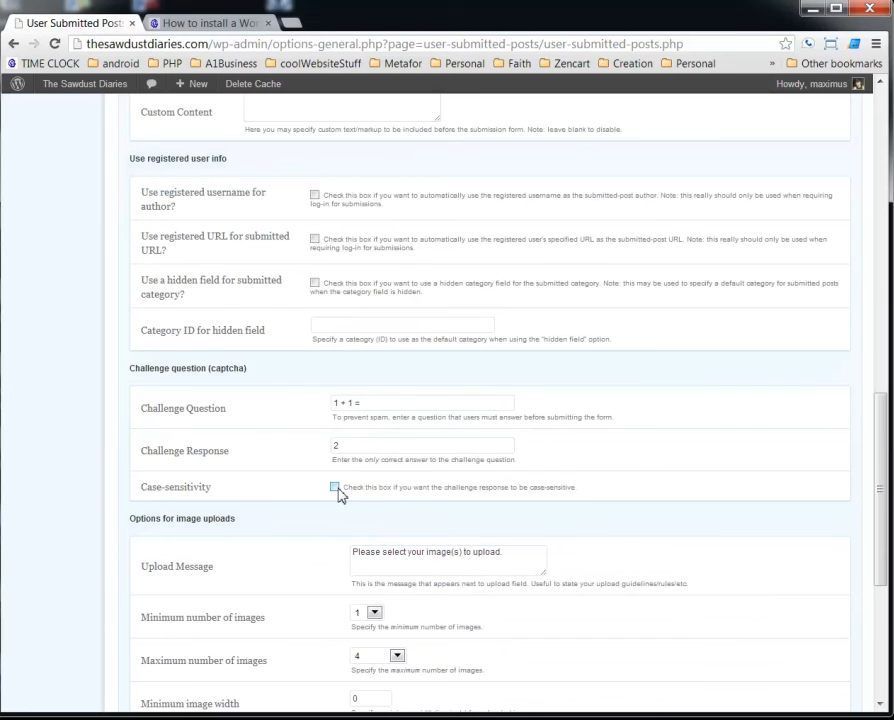 User Submitted Posts
How to install a Wor
thesawdustdiaries.com/wp-admin/options-general.php?page=user-submitted-posts/user-submitted-posts.php
TIME CLOCK android PHP A1Business coolWebsiteStuff Metafor Personal Faith Zencart Creation Personal » Other bookmarks
The Sawdust Diaries + New Delete Cache Howdy, maximus
Custom Content
Here you may specify custom text/markup to be included before the submission form. Note: leave blank to disable.
Use registered user info
Use registered username for author?
Check this box if you want to automatically use the registered username as the submitted-post author. Note: this really should only be used when requiring
log-in for submissions.
Use registered URL for submitted URL?
Check this box if you want to automatically use the registered user's specified URL as the submitted-post URL. Note: this really should only be used when
requiring log-in for submissions.
Use a hidden field for submitted category?
Check this box if you want to use a hidden category field for the submitted category. Note: this may be used to specify a default category for submitted posts
when the category field is hidden.
Category ID for hidden field
Specify a cateogry (ID) to use as the default category when using the "hidden field" option.
Challenge question (captcha)
Challenge Question
1 + 1 =
To prevent spam, enter a question that users must answer before submitting the form.
Challenge Response
2
Enter the only correct answer to the challenge question.
Case-sensitivity
Check this box if you want the challenge response to be case-sensitive.
Options for image uploads
Upload Message
Please select your image(s) to upload.
This is the message that appears next to upload field. Useful to state your upload guidelines/rules/etc.
Minimum number of images
1
Specify the minimum number of images.
Maximum number of images
4
Specify the maximum number of images.
Minimum image width
0